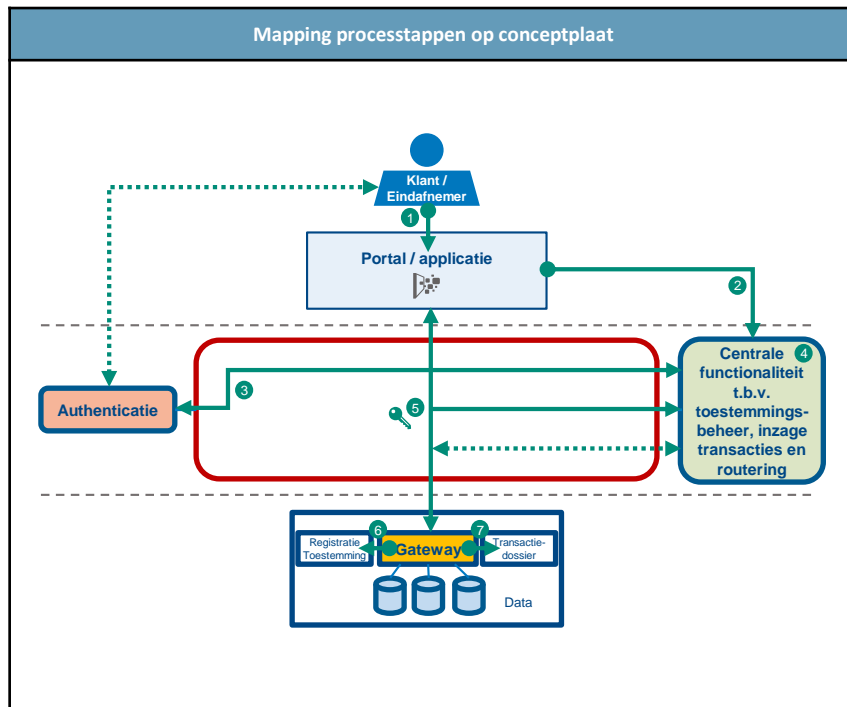 Mapping processtappen op conceptplaat
Klant /
Eindafnemer
1
Portal / applicatie
2
3
Authenticatie
4
Centrale
functionaliteit
t.b.v.
toestemmings-
beheer, inzage
transacties en
routering
5
6
7
Registratie
Toestemming
Gateway
Transactie-
dossier
Data